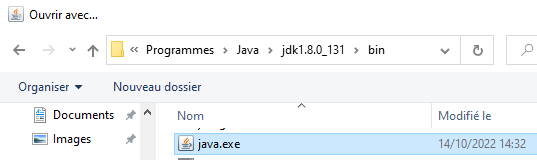 Ouvrir avec...
« Programmes > Java > jdk1.8.0_131 > bin
Organiser Nouveau dossier
Documents
Images
Nom Modifié le
java.exe 14/10/2022 14:32